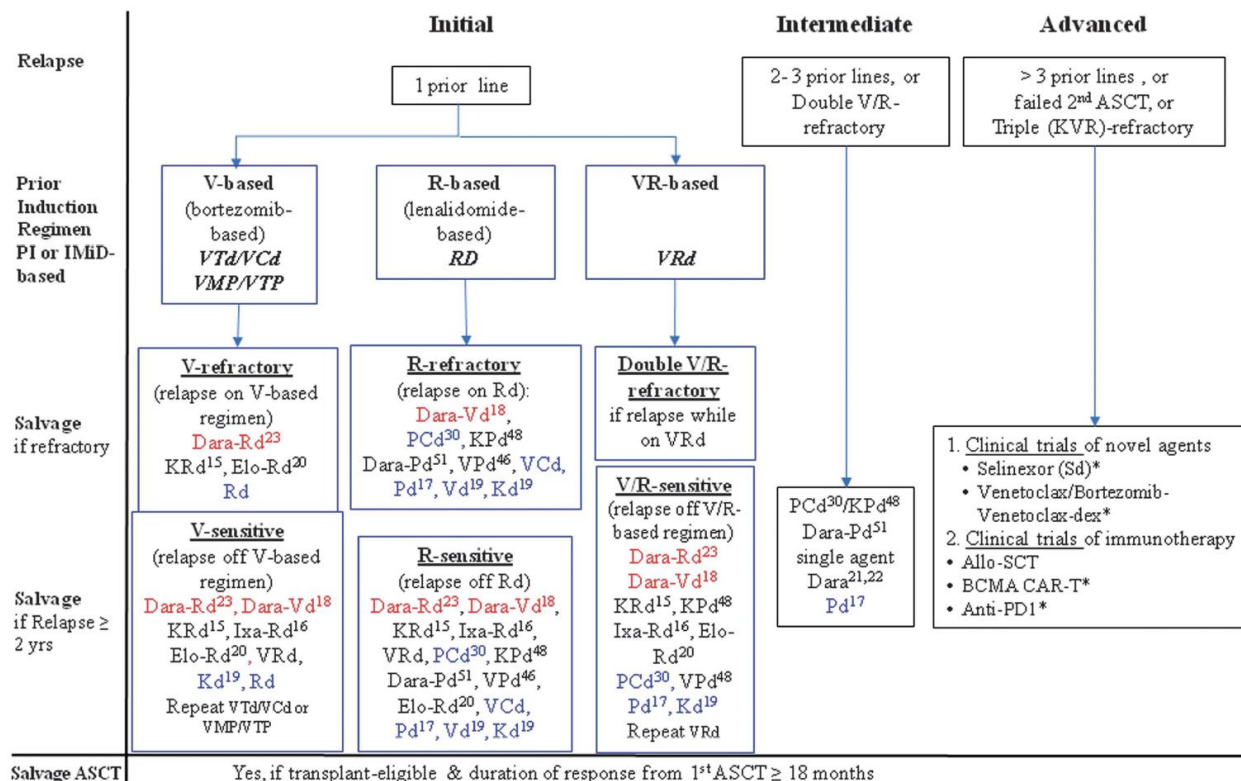 Initial
Intermediate
Advanced
Relapse
1 prior line
2- 3 prior lines, or
Double V/R-
refractory
> 3 prior lines , or
failed 2nd ASCT, or
Triple (KVR)-refractory
Prior
Induction
Regimen
PI or IMiD-
based
V-based
(bortezomib-
based)
VTd/VCd
VMP/VTP
R-based
(lenalidomide-
based)
RD
VR-based
VRd
Salvage
if refractory
V-refractory
(relapse on V-based
regimen)
Dara-Rd23
KRd15, Elo-Rd20
Rd
R-refractory
(relapse on Rd):
Dara-Vd18,
PCd30, KPd48
Dara-Pd51, VPd46, VCd,
Pd17, Vd19, Kd19
Double V/R-
refractory
if relapse while
on VRd
Salvage
if Relapse ≥
2 yrs
V-sensitive
(relapse off V-based
regimen)
Dara-Rd23, Dara-Vd18
KRd15, Ixa-Rd16
Elo-Rd20, VRd,
Kd19, Rd
Repeat VTd/VCd or
VMP/VTP
R-sensitive
(relapse off Rd)
Dara-Rd23, Dara-Vd18,
KRd15, Ixa-Rd16,
VRd, PCd30, KPd48
Dara-Pd51, VPd46,
Elo-Rd20, VCd,
Pd17, Vd19, Kd19
V/R-sensitive
(relapse off V/R-
based regimen)
Dara-Rd23
Dara-Vd18
KRd15, KPd48
Ixa-Rd16, Elo-
Rd20
PCd30, VPd48
Pd17, Kd19
Repeat VRd
PCd30/KPd48
Dara-Pd51
single agent
Dara21,22
Pd17
1. Clinical trials of novel agents
• Selinexor (Sd)*
• Venetoclax/Bortezomib-
Venetoclax-dex*
2. Clinical trials of immunotherapy
• Allo-SCT
• BCMA CAR-T*
• Anti-PD1*
Salvage ASCT
Yes, if transplant-eligible & duration of response from 1st ASCT ≥ 18 months